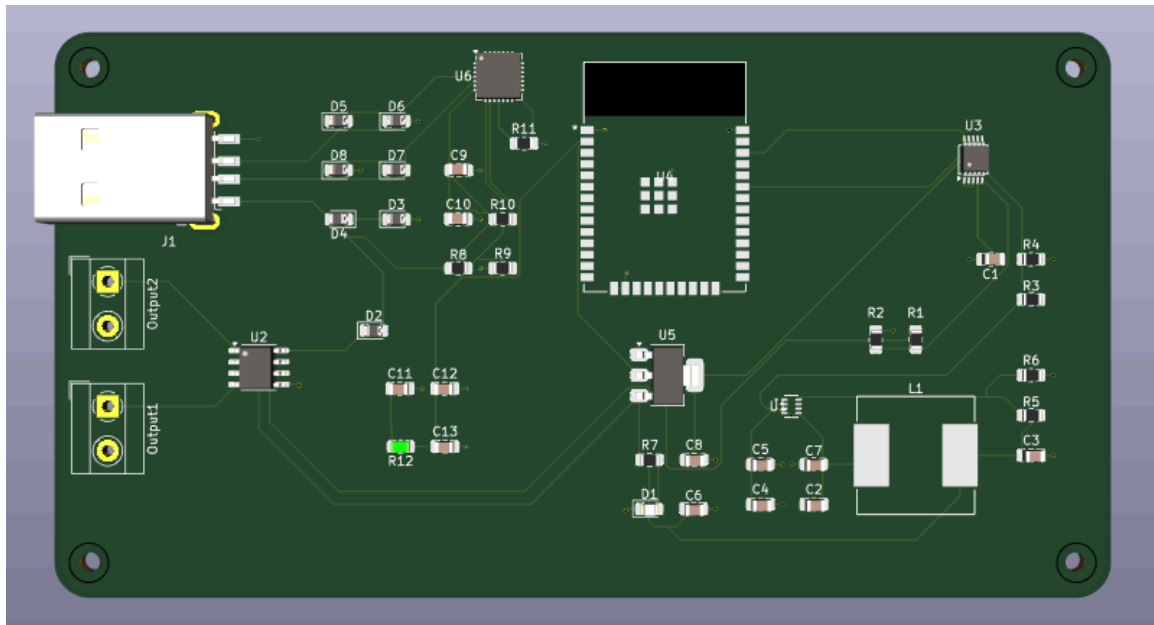 U6
D5
D6
R11
U3
D8
D7
C9
U4
D4
D3
C10
R10
J1
R8
R9
C1
R4
R3
Output2
D2
U2
R2
R1
U5
C11
C12
R6
L1
R5
Output1
R12
C13
R7
C8
C5
C7
C3
D1
C6
C4
C2